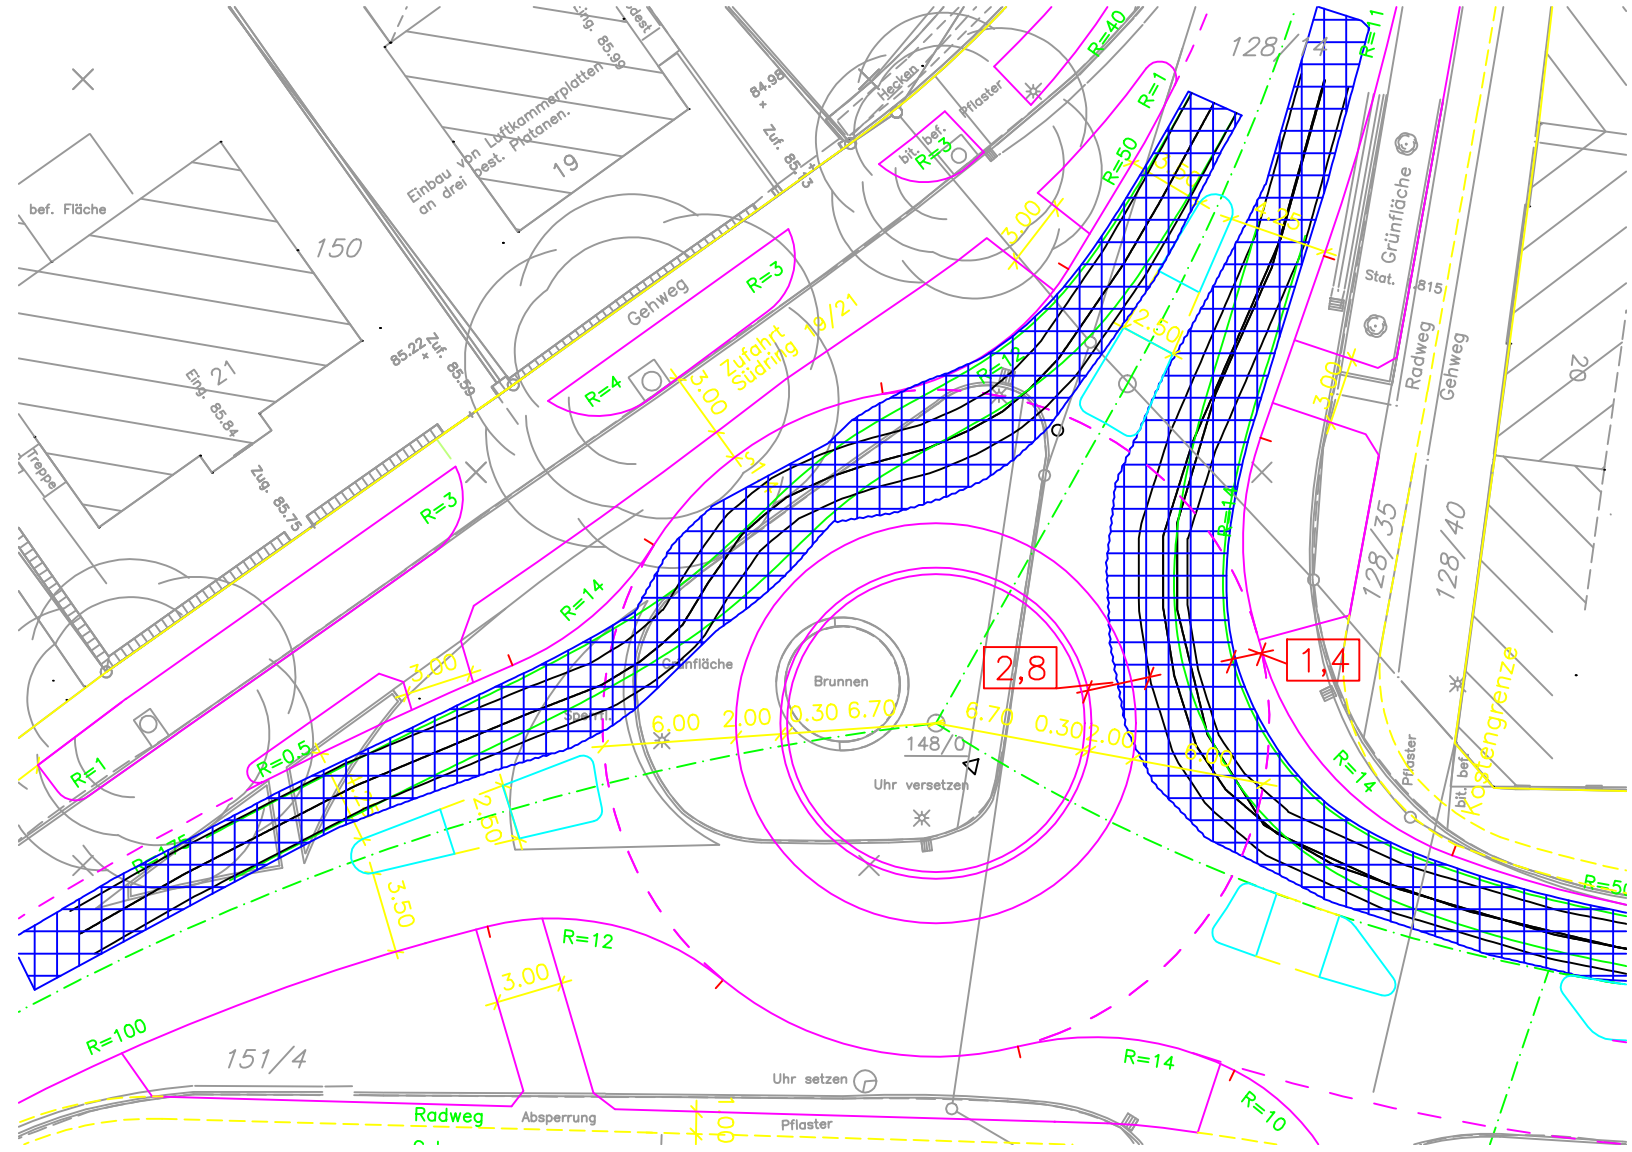 128/14
R=11
R=40
R=1
Eing. 85.99
84.98
Hecken
Pflaster
bit. bef.
R=3
Einbau von Luftkammerplatten
an drei best. Platanen.
19
R=50
bef. Fläche
150
3.00
4.25
Grünfläche
Stat.
Gehweg
R=3
Zufahrt 19/21
Südring
2.50
Radweg
Gehweg
20
85.22
Zuf. 85.59
21
Eing. 85.84
R=4
3.00
R=12
3.00
Treppe
Zug. 85.75
R=3
R=14
128/35
128/40
R=14
3.00
Grünfläche
Brunnen
2,8
1,4
6.00
2.00
0.30
6.70
6.70
0.30
2.00
6.00
148/0
Uhr versetzen
R=1
R=0.5
2.50
R=14
Pflaster
bit. bef.
Kostengrenze
3.50
R=12
3.00
R=100
151/4
Uhr setzen
R=14
R=10
Radweg
Absperrung
Pflaster
1.00